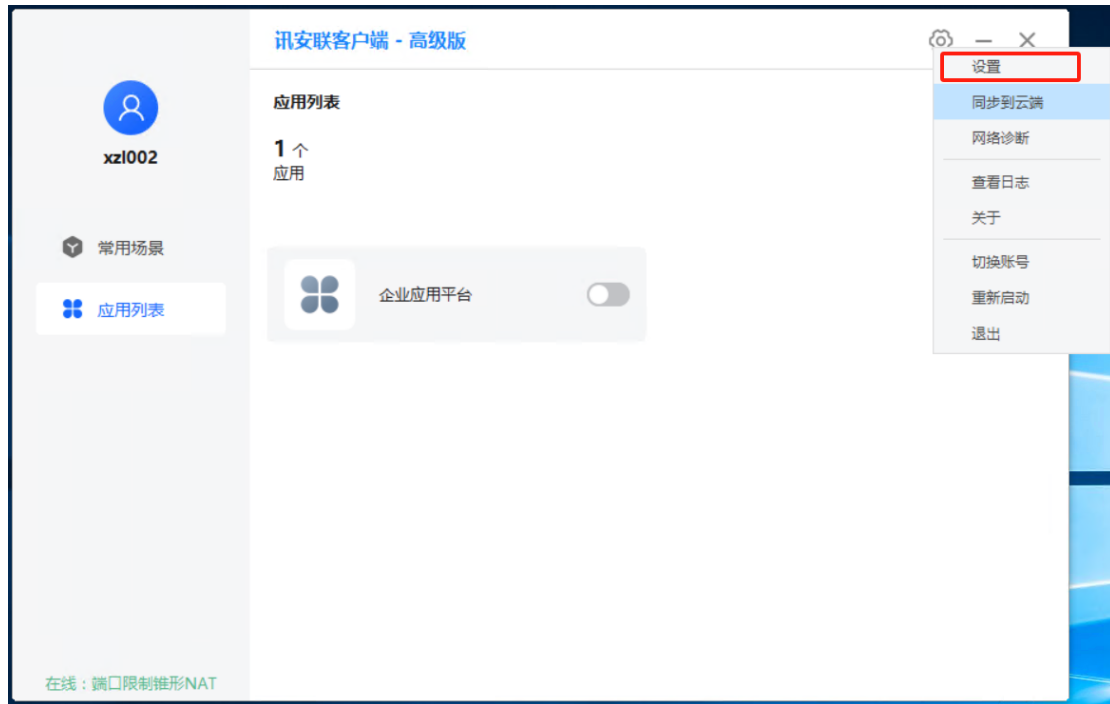 讯安联客户端 - 高级版
xzl002
常用场景
应用列表
在线：端口限制锥形NAT
应用列表
1 个
应用
企业应用平台
设置
同步到云端
网络诊断
查看日志
关于
切换账号
重新启动
退出